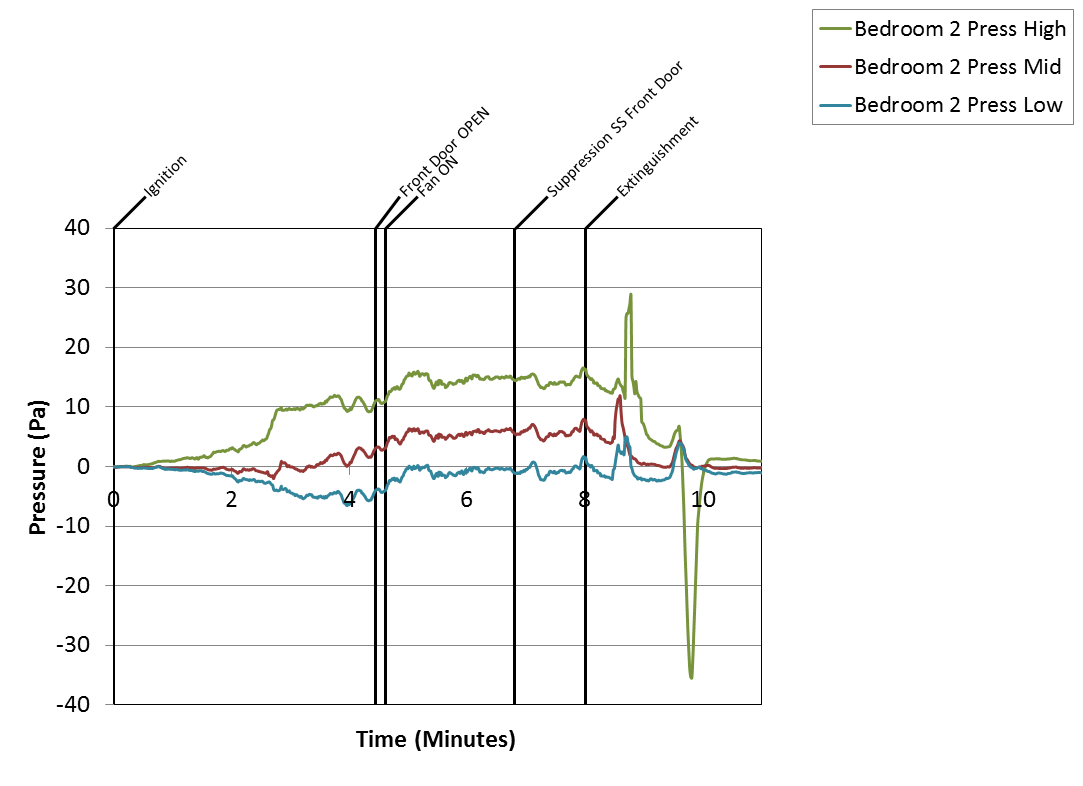 Bedroom 2 Press High
Bedroom 2 Press Mid
Bedroom 2 Press Low
Ignition
Front Door OPEN
Fan ON
Suppression SS Front Door
Extinguishment
40
30
20
10
0
-10
-20
-30
-40
0
2
4
6
8
10
Pressure (Pa)
Time (Minutes)